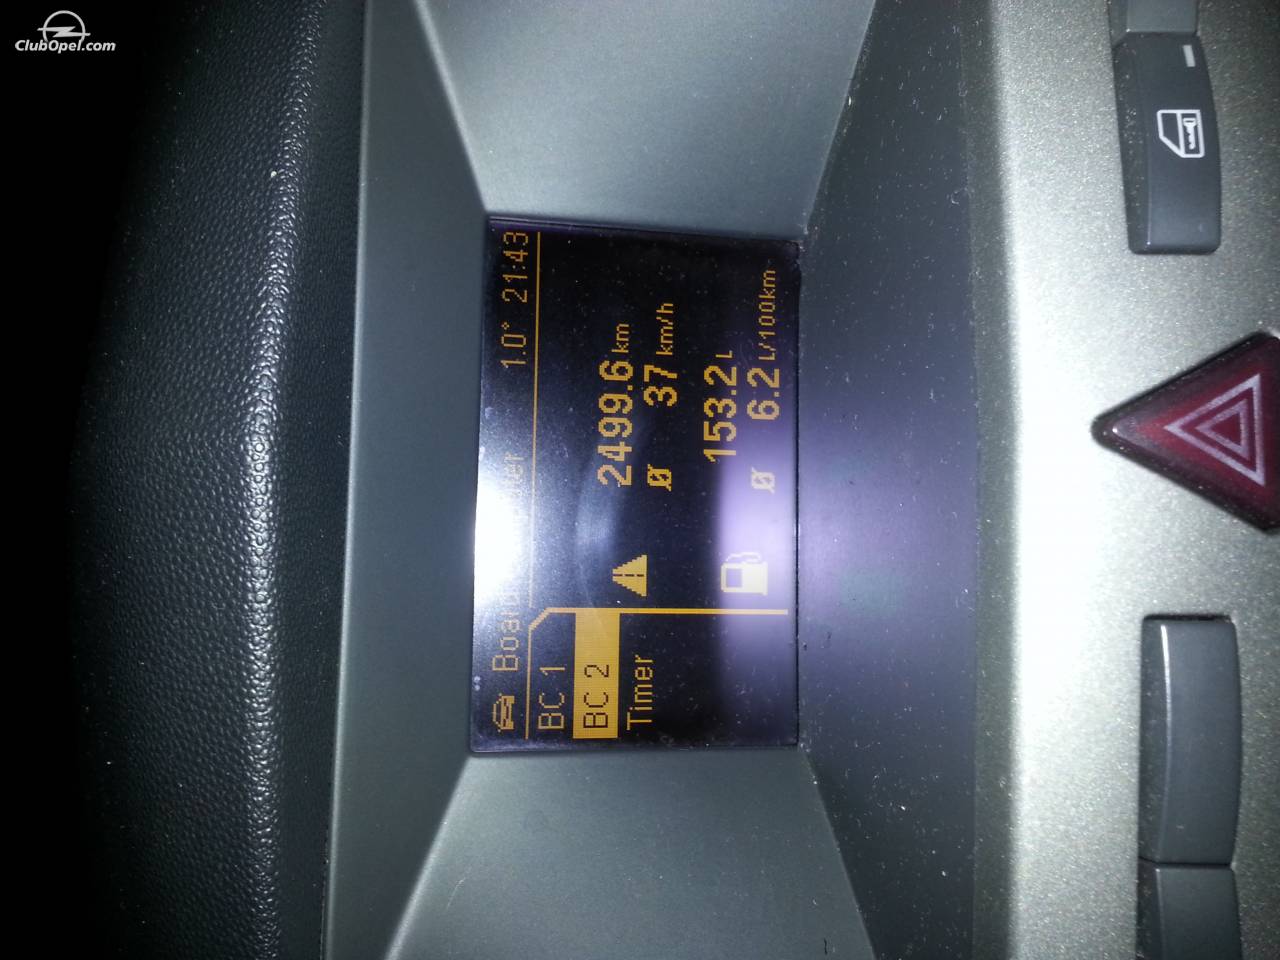 ClubOpel.com
1.0° 21:43
BC 1
BC 2
Timer
2499.6 km
Ø 37 km/h
153.2 L
Ø 6.2 L/100km